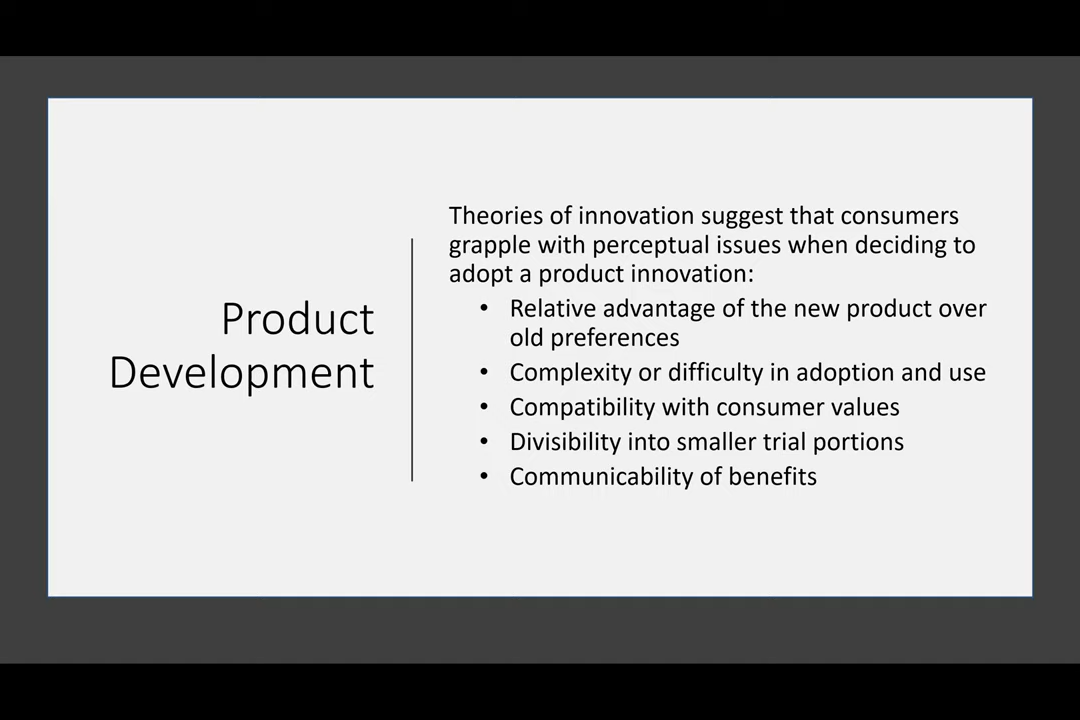 Product
Development
Theories of innovation suggest that consumers
grapple with perceptual issues when deciding to
adopt a product innovation:
• Relative advantage of the new product over
old preferences
• Complexity or difficulty in adoption and use
• Compatibility with consumer values
• Divisibility into smaller trial portions
• Communicability of benefits